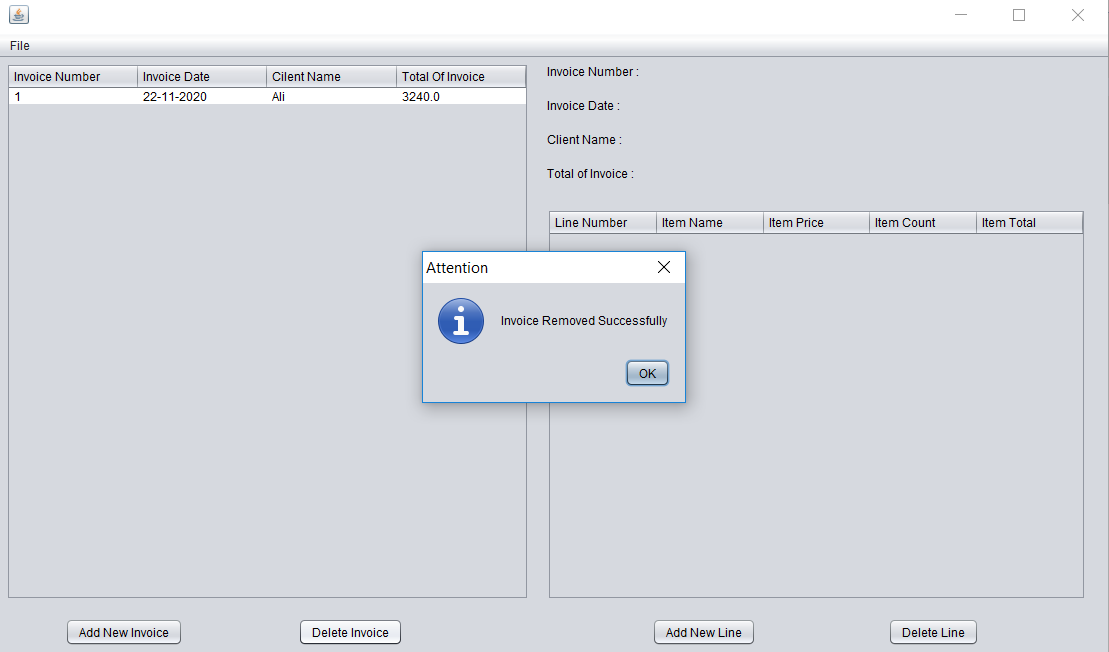 File
Invoice Number Invoice Date Cilent Name Total Of Invoice
1 22-11-2020 Ali 3240.0
Invoice Number :
Invoice Date :
Client Name :
Total of Invoice :
Line Number Item Name Item Price Item Count Item Total
Attention
Invoice Removed Successfully
OK
Add New Invoice Delete Invoice Add New Line Delete Line